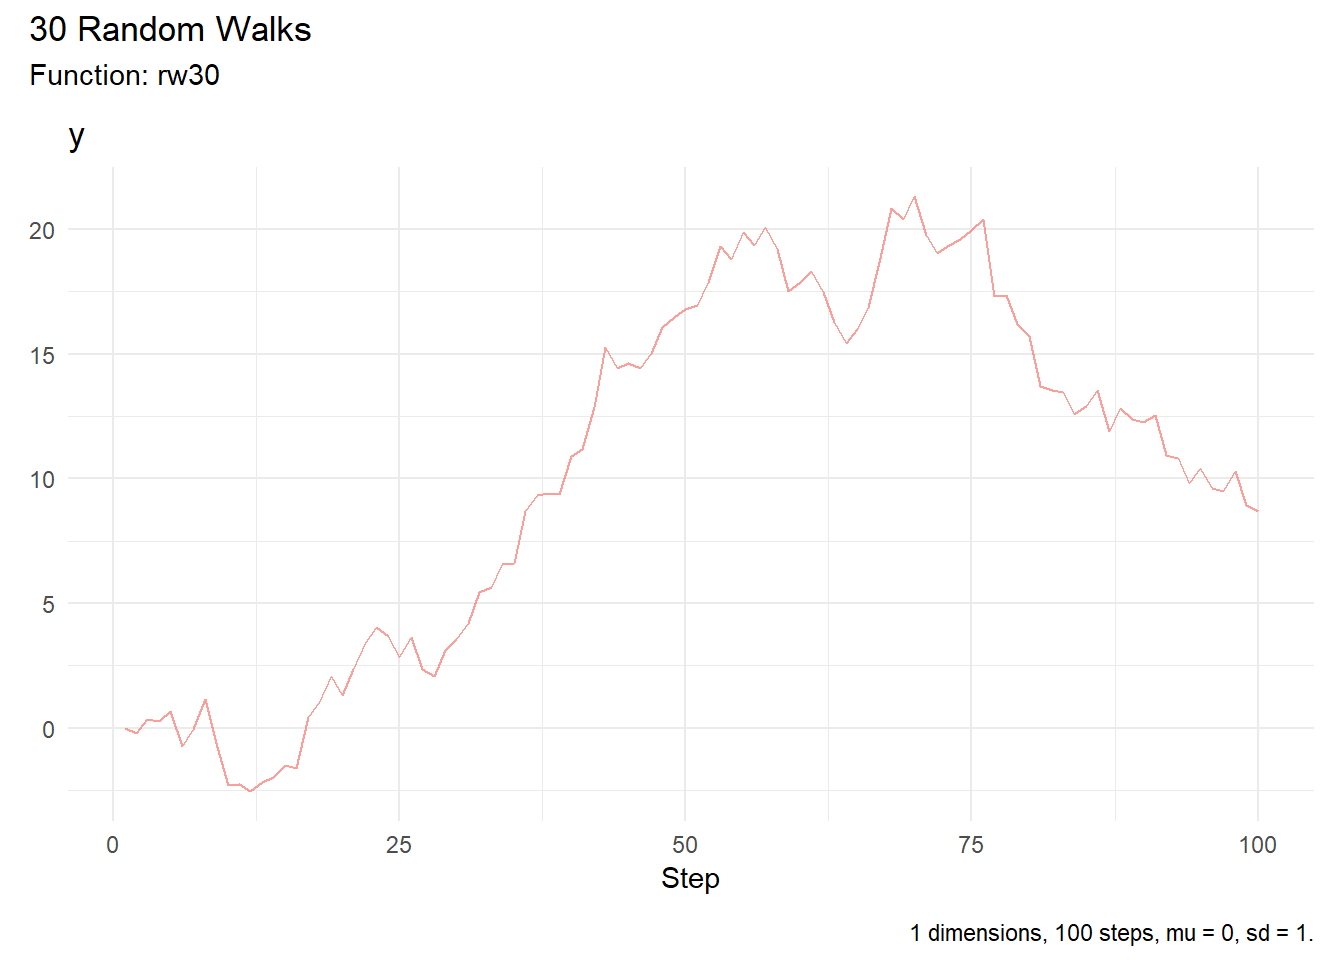 30 Random Walks
Function: rw30
y
20
15
10
5
0
0 25 50 75 100
Step
1 dimensions, 100 steps, mu = 0, sd = 1.